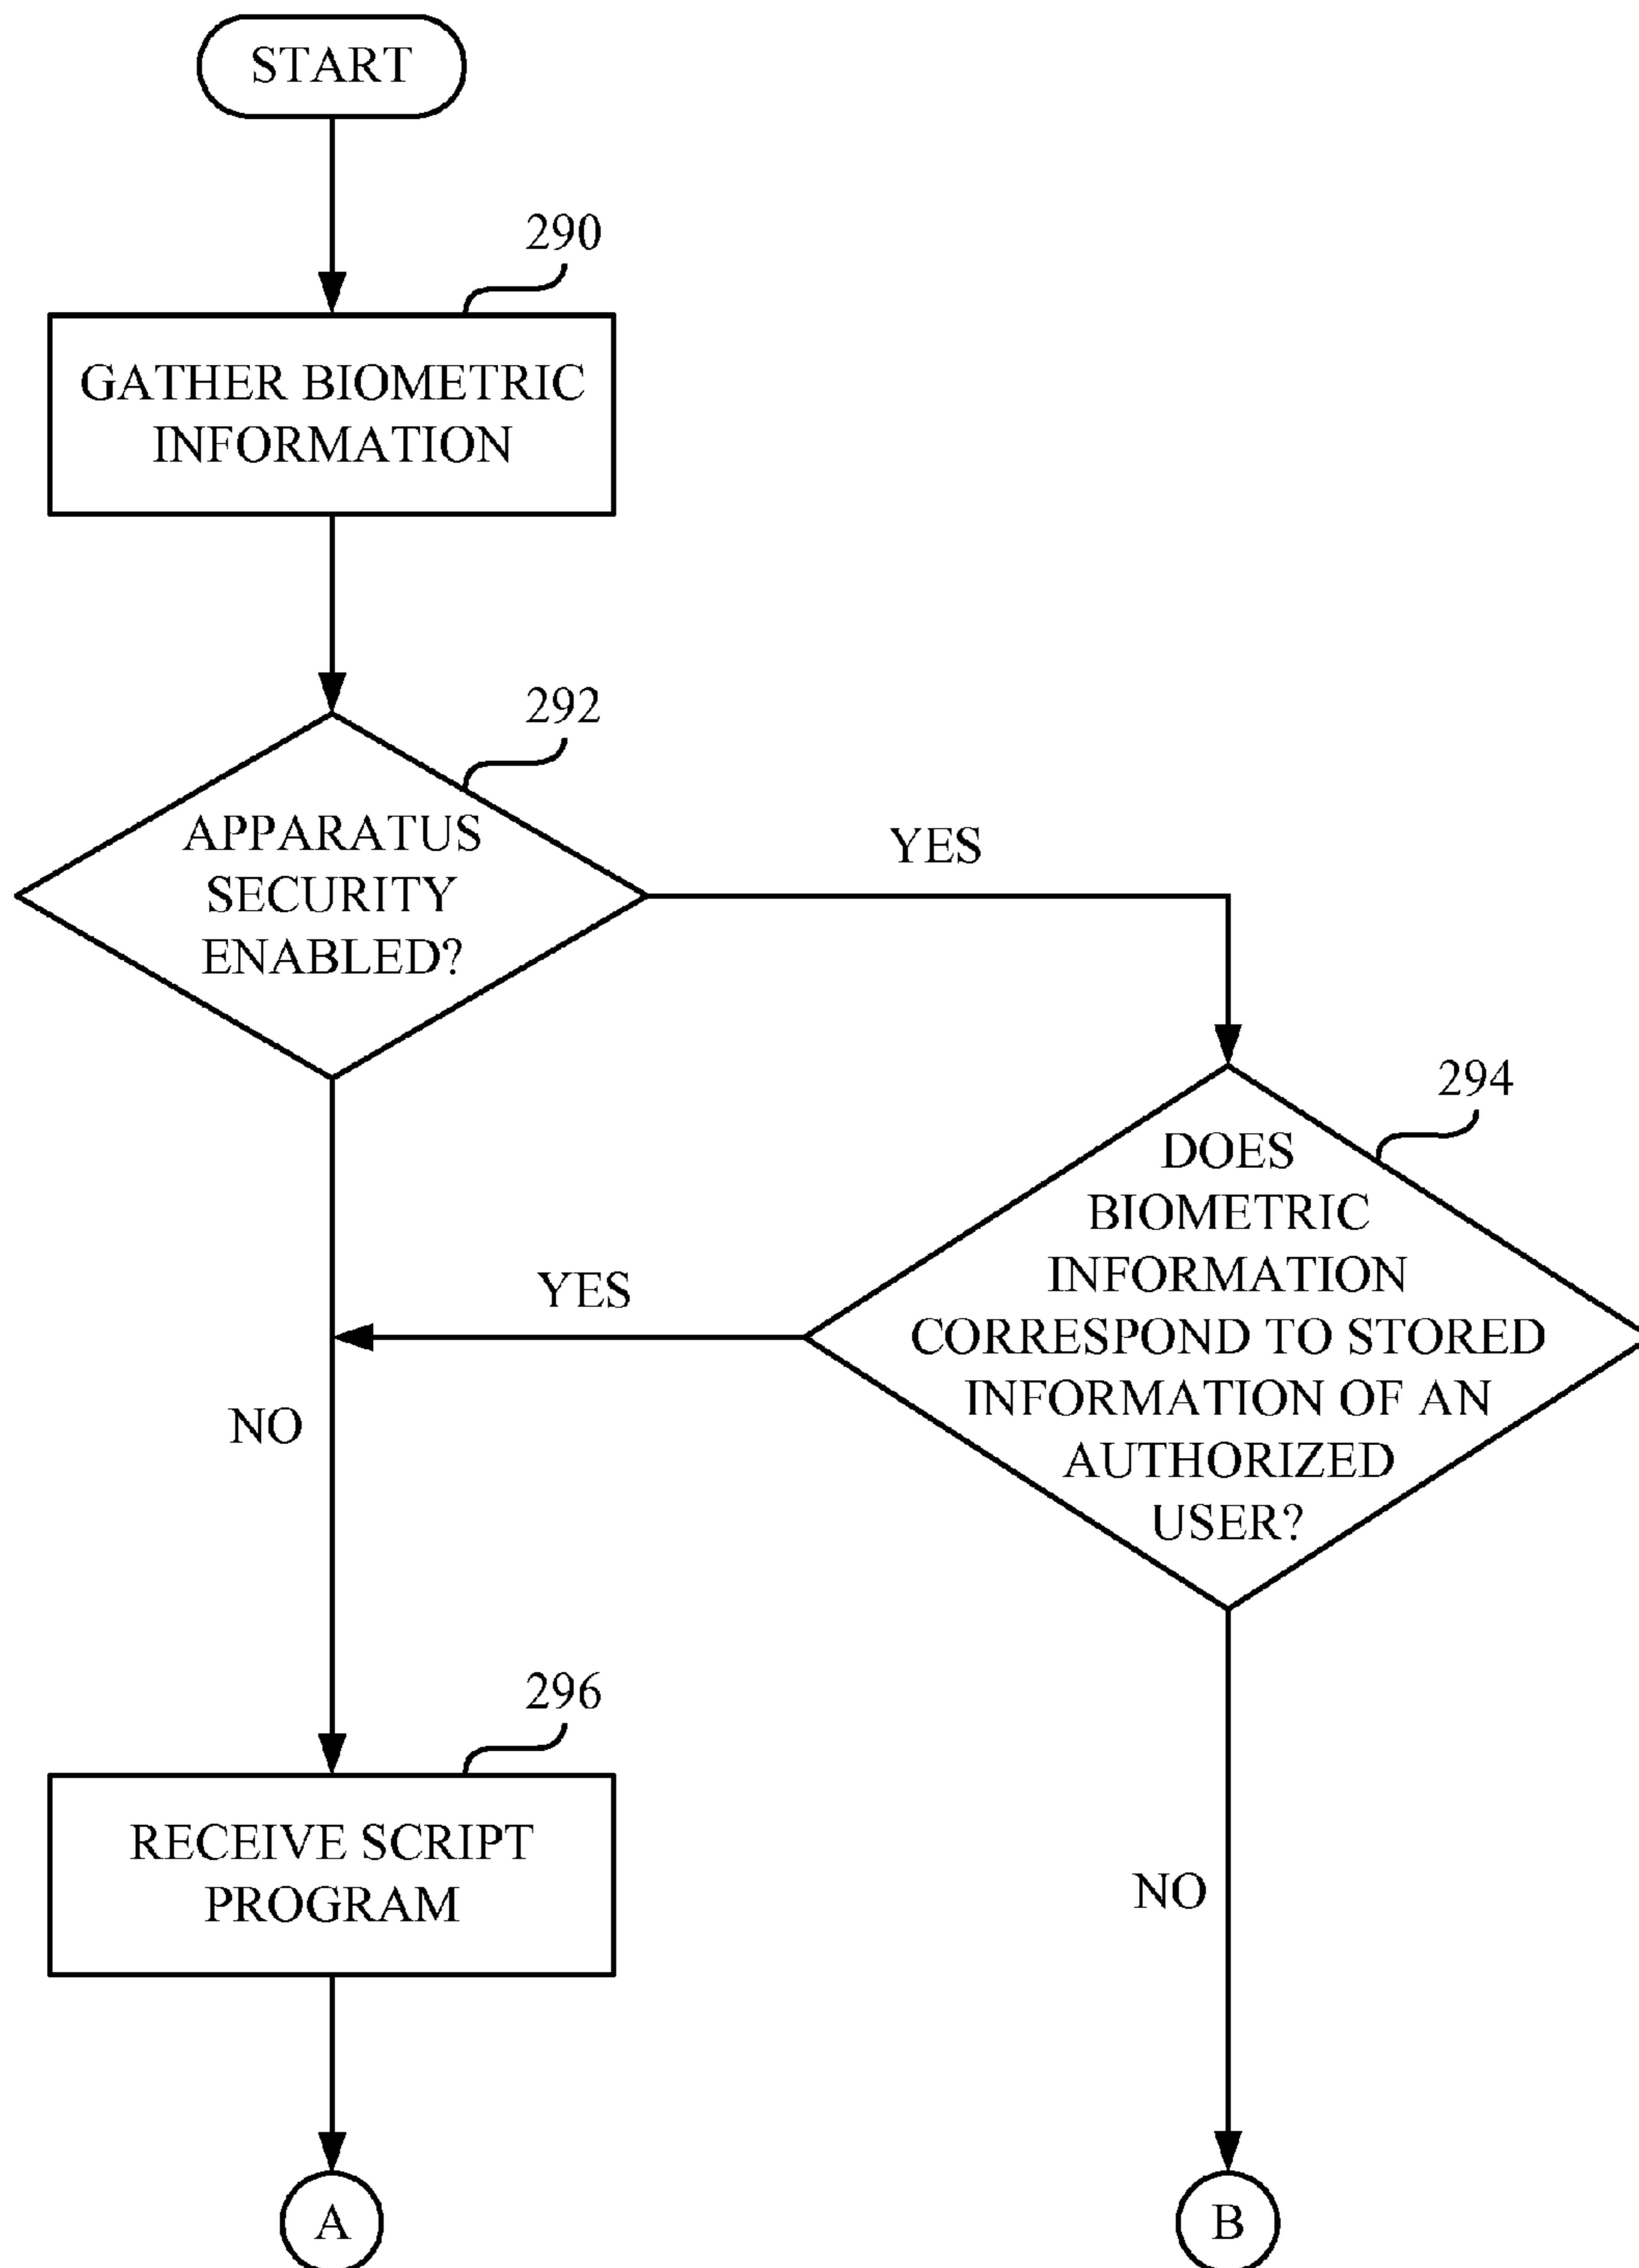 START
290
GATHER BIOMETRIC
INFORMATION
292
APPARATUS
SECURITY
ENABLED?
YES
294
DOES
BIOMETRIC
INFORMATION
CORRESPOND TO STORED
INFORMATION OF AN
AUTHORIZED
USER?
YES
NO
296
RECEIVE SCRIPT
PROGRAM
NO
A
B